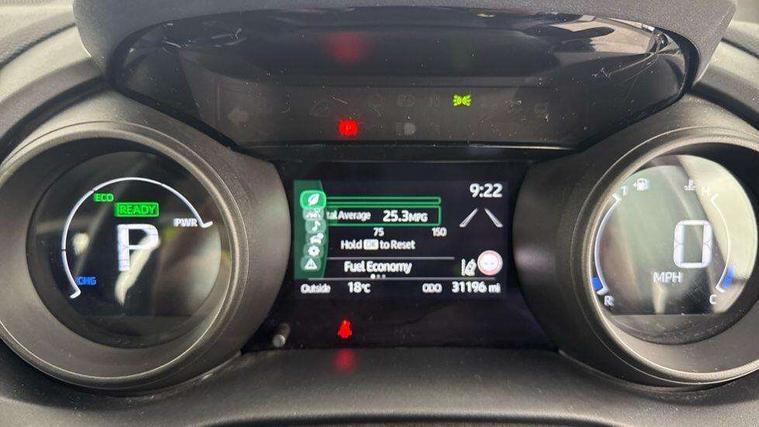 ECO
READY
PWR
P
CHG
P
9:22
tal Average 25.3MPG
75 150
Hold OK to Reset
Fuel Economy
Outside 18°C ODO 31196 mi
H
0
MPH
R C